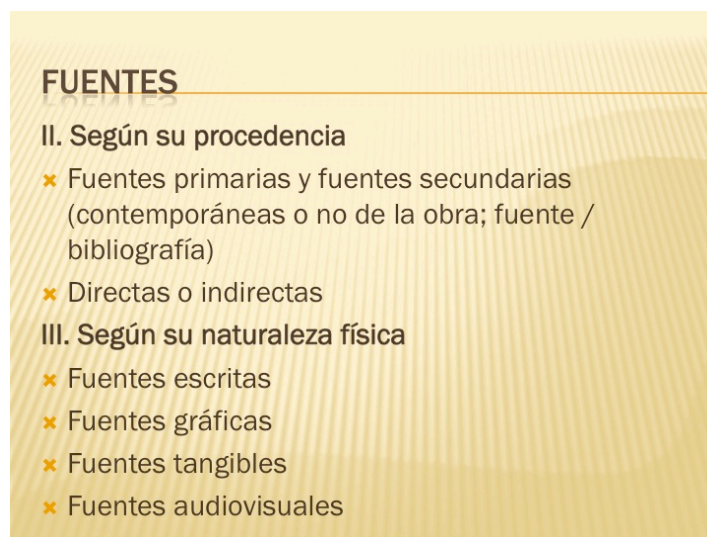 FUENTES
II. Según su procedencia
Fuentes primarias y fuentes secundarias
(contemporáneas o no de la obra; fuente /
bibliografía)
Directas o indirectas
III. Según su naturaleza física
Fuentes escritas
Fuentes gráficas
Fuentes tangibles
Fuentes audiovisuales